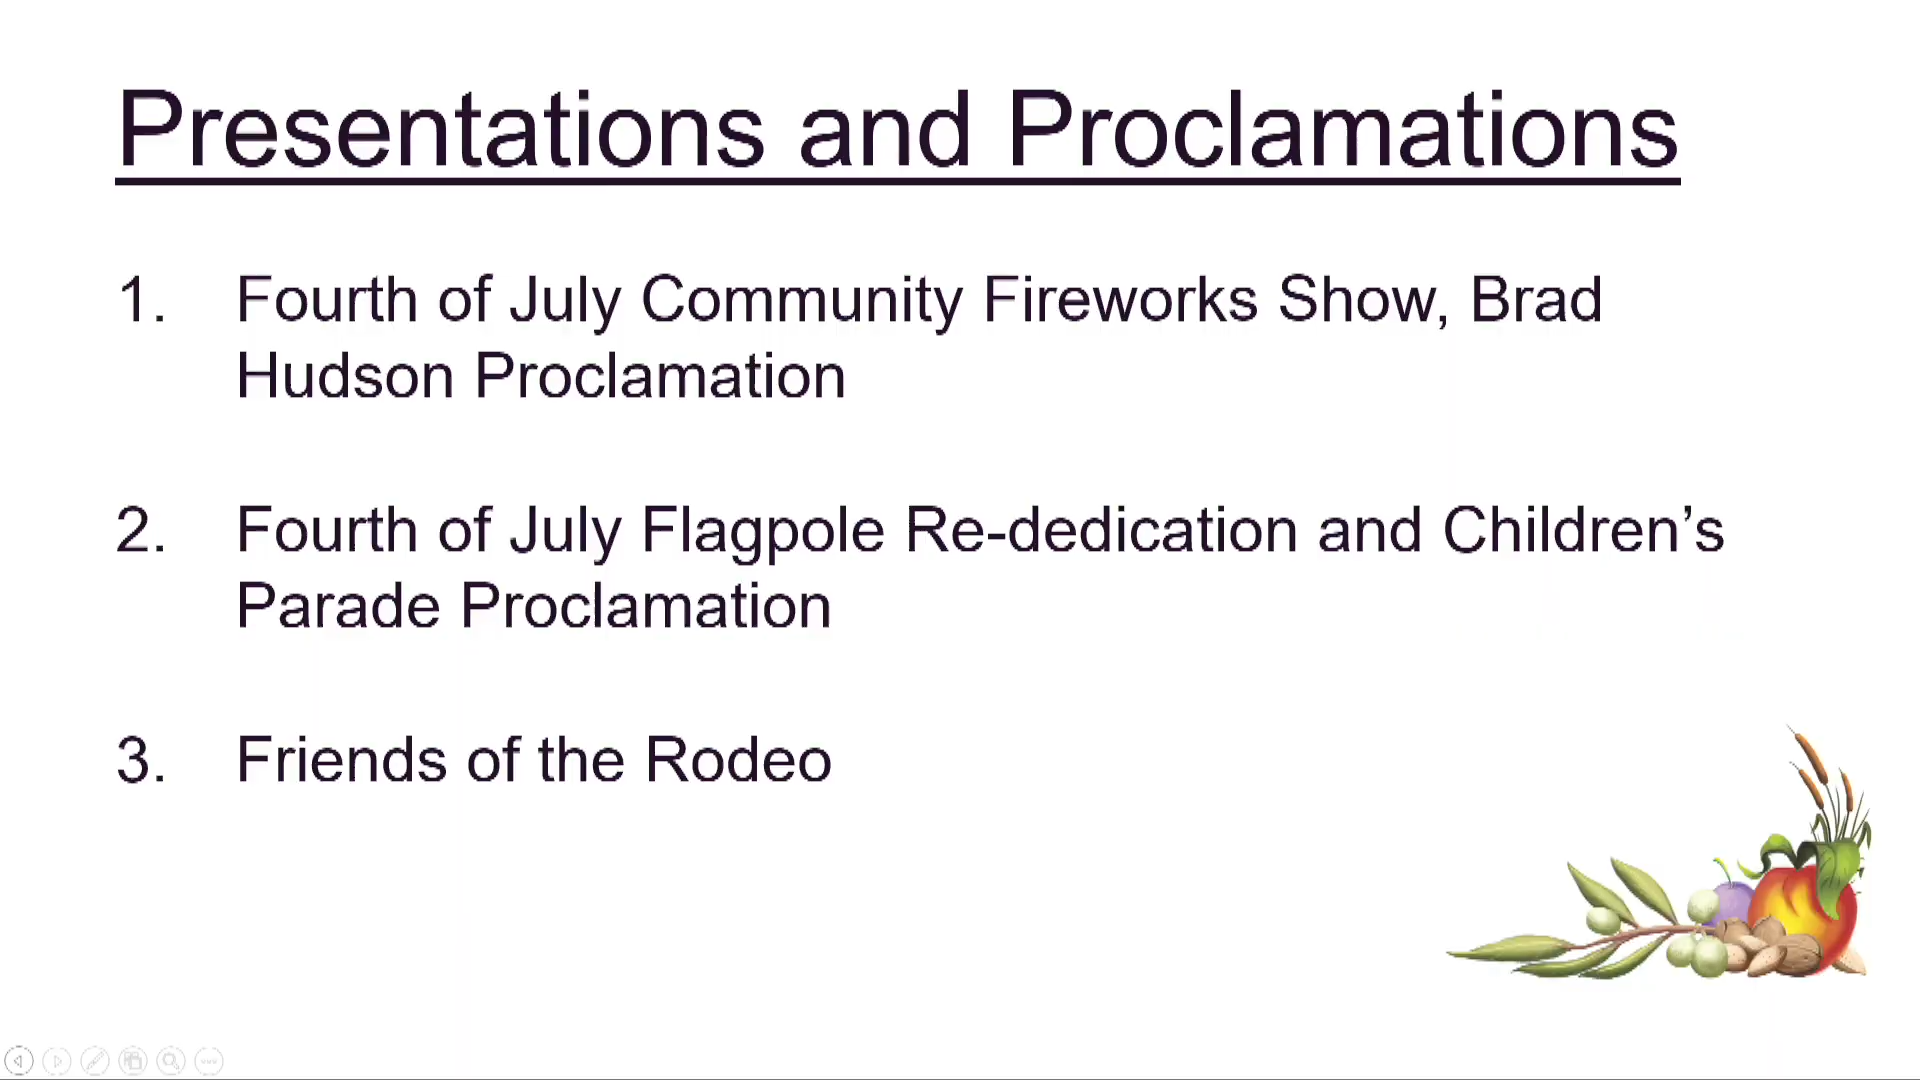 Presentations and Proclamations
1. Fourth of July Community Fireworks Show, Brad
Hudson Proclamation
2. Fourth of July Flagpole Re-dedication and Children’s
Parade Proclamation
3. Friends of the Rodeo